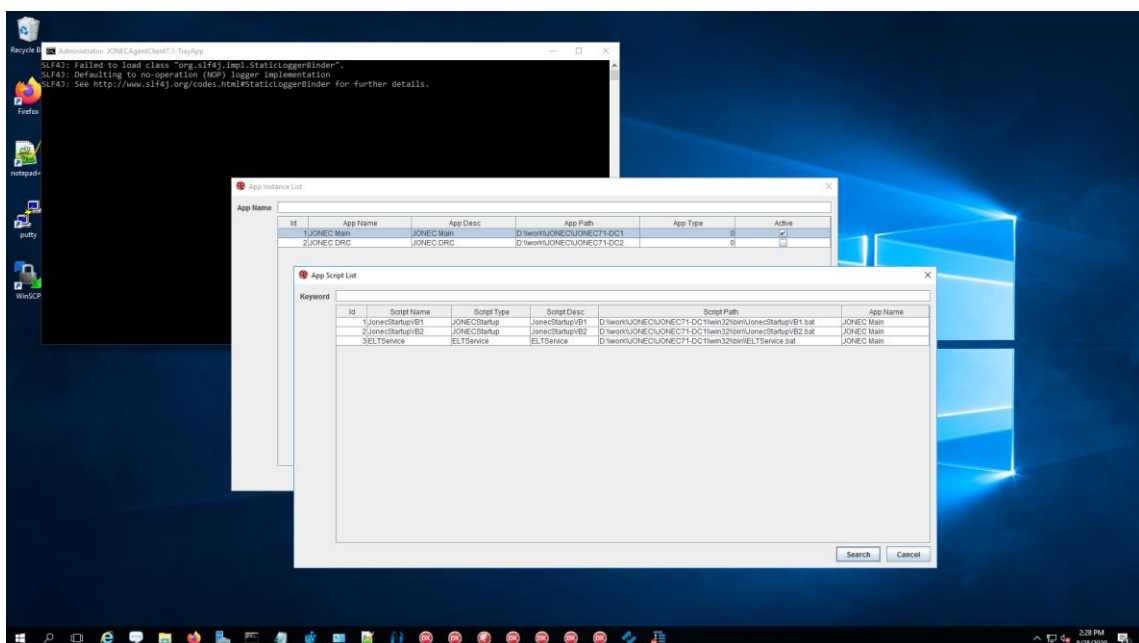 Recycle B
Administrator: JONECAgentClient7.1-TrayApp
SLF4J: Failed to load class "org.slf4j.impl.StaticLoggerBinder".
SLF4J: Defaulting to no-operation (NOP) logger implementation
SLF4J: See http://www.slf4j.org/codes.html#StaticLoggerBinder for further details.
Firefox
notepad+
putty
WinSCP
App Instance List
App Name
Id App Name App Desc App Path App Type Active
1 JONEC Main JONEC Main D:\work\JONEC\JONEC71-DC1 0
2 JONEC DRC JONEC DRC D:\work\JONEC\JONEC71-DC2 0
App Script List
Keyword
Id Script Name Script Type Script Desc Script Path App Name
1 JonecStartupVB1 JONECStartup JonecStartupVB1 D:\work\JONEC\JONEC71-DC1\win32\bin\JonecStartupVB1.bat JONEC Main
2 JonecStartupVB2 JONECStartup JonecStartupVB2 D:\work\JONEC\JONEC71-DC1\win32\bin\JonecStartupVB2.bat JONEC Main
3 ELTService ELTService ELTService D:\work\JONEC\JONEC71-DC1\win32\bin\ELTService.bat JONEC Main
Search Cancel
2:28 PM